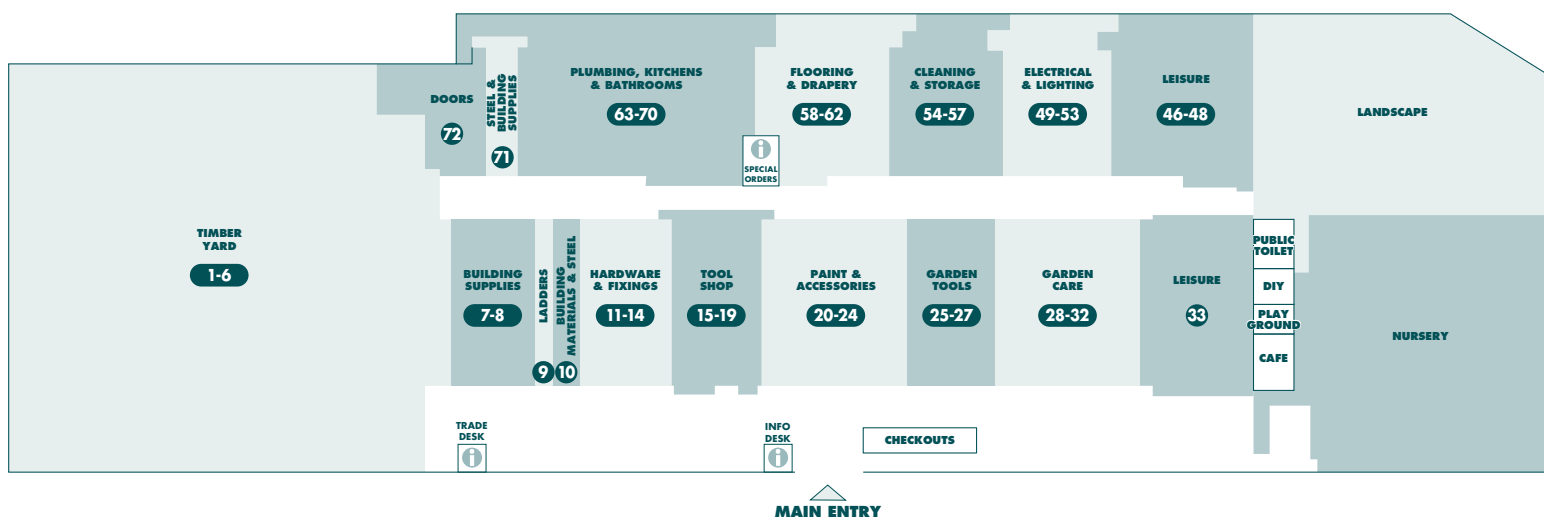 DOORS
72
STEEL &
BUILDING
SUPPLIES
71
PLUMBING, KITCHENS
& BATHROOMS
63-70
FLOORING
& DRAPERY
58-62
CLEANING
& STORAGE
54-57
ELECTRICAL
& LIGHTING
49-53
LEISURE
46-48
LANDSCAPE
SPECIAL
ORDERS
TIMBER
YARD
1-6
BUILDING
SUPPLIES
7-8
LADDERS
9
BUILDING
MATERIALS & STEEL
10
HARDWARE
& FIXINGS
11-14
TOOL
SHOP
15-19
PAINT &
ACCESSORIES
20-24
GARDEN
TOOLS
25-27
GARDEN
CARE
28-32
LEISURE
33
PUBLIC
TOILET
DIY
PLAY
GROUND
CAFE
NURSERY
TRADE
DESK
INFO
DESK
CHECKOUTS
MAIN ENTRY